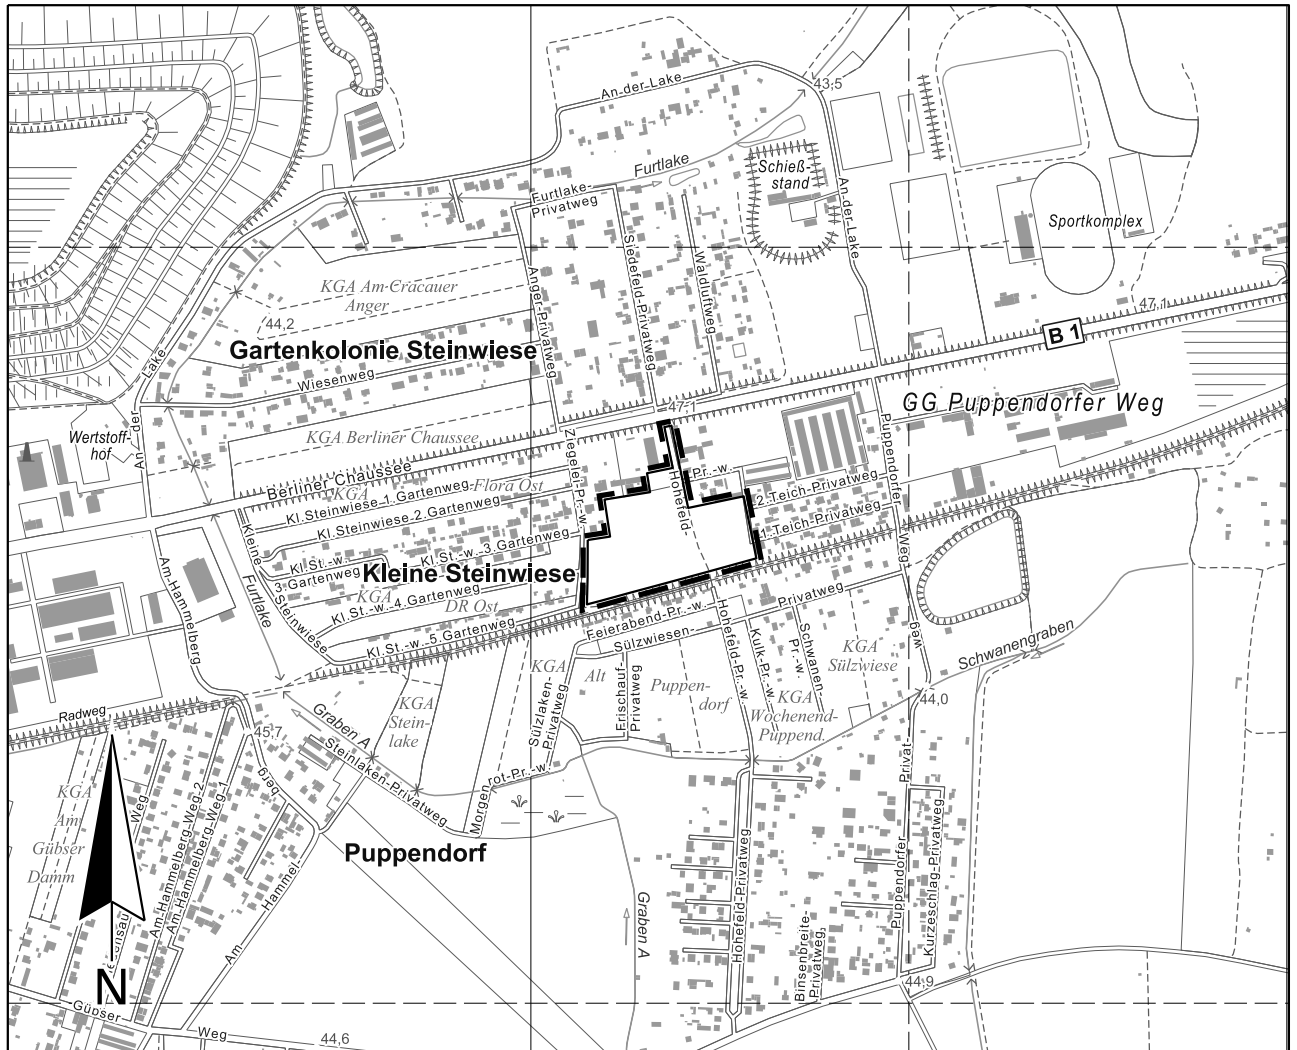 An-der-Lake
43,5
Furtlake
Schieß-
stand
Furtlake-
Privatweg
An-der-Lake
Sportkomplex
Siedefeld-Privatweg
Waldluftweg
Anger-Privatweg
KGA Am-Cracauer
Anger
47,1
44,2
B 1
Gartenkolonie Steinwiese
An-der
Lake
Wiesenweg
GG Puppendorfer Weg
47,1
Wertstoff-
hof
KGA Berliner Chaussee
Ziegelei-Pr.-w.
Puppendorfer
Weg
Berliner Chaussee
KGA
Flora Ost
Pr.-w.
Hohefeld-
2.Teich-Privatweg
1.Teich-Privatweg
Kl.Steinwiese-1.Gartenweg
Kl.Steinwiese-2.Gartenweg
Kleine
Steinwiese
Kl.St.-w.-
3.Gartenweg
Kl.St.-w.-3.Gartenweg
Kleine Steinwiese
KGA
Kl.St.-w.-4.Gartenweg
DR Ost
Kl.St.-w.-5.Gartenweg
Am-Hammelberg
Furtlake
Feierabend-Pr.-w.
Sülzwiesen-
Privatweg
Hohefeld-Pr.-w.
Kulk-Pr.-w.
Schwanen-
Pr.-w.
KGA
Sülzwiese
weg
Schwanengraben
KGA
Alt
Puppen-
dorf
Frischauf-
Privatweg
Sülzlaken-
Privatweg
KGA
Wochenend-
Puppend.
44,0
KGA
Stein-
lake
Radweg
45,7
Graben A
Steinlaken-Privatweg
Morgenrot-Pr.-w.
berg
KGA
Am
Gübser
Damm
Weg
Am-Hammelberg-Weg-2
Am-Hammelberg-Weg-1
Puppendorf
Am-
Hammel-
Graben A
Hohefeld-Privatweg
Binsenbreite-
Privatweg
Puppendorfer
Privat
Kurzeschlag-Privatweg
44,9
N
Gübser
Weg
44,6